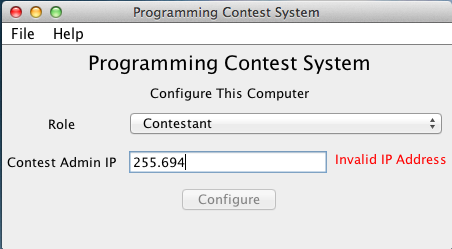 Programming Contest System
File Help
Programming Contest System
Configure This Computer
Role Contestant
Contest Admin IP 255.694 Invalid IP Address
Configure